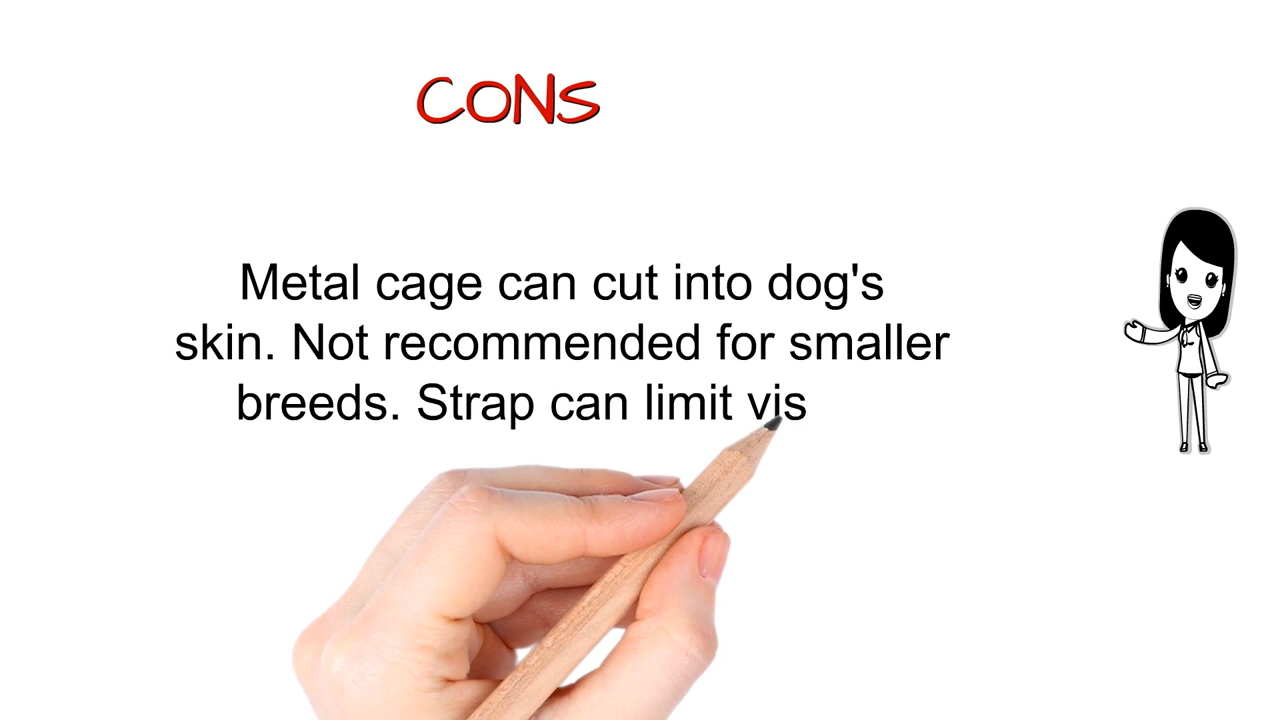 CONS
Metal cage can cut into dog's
skin. Not recommended for smaller
breeds. Strap can limit vis